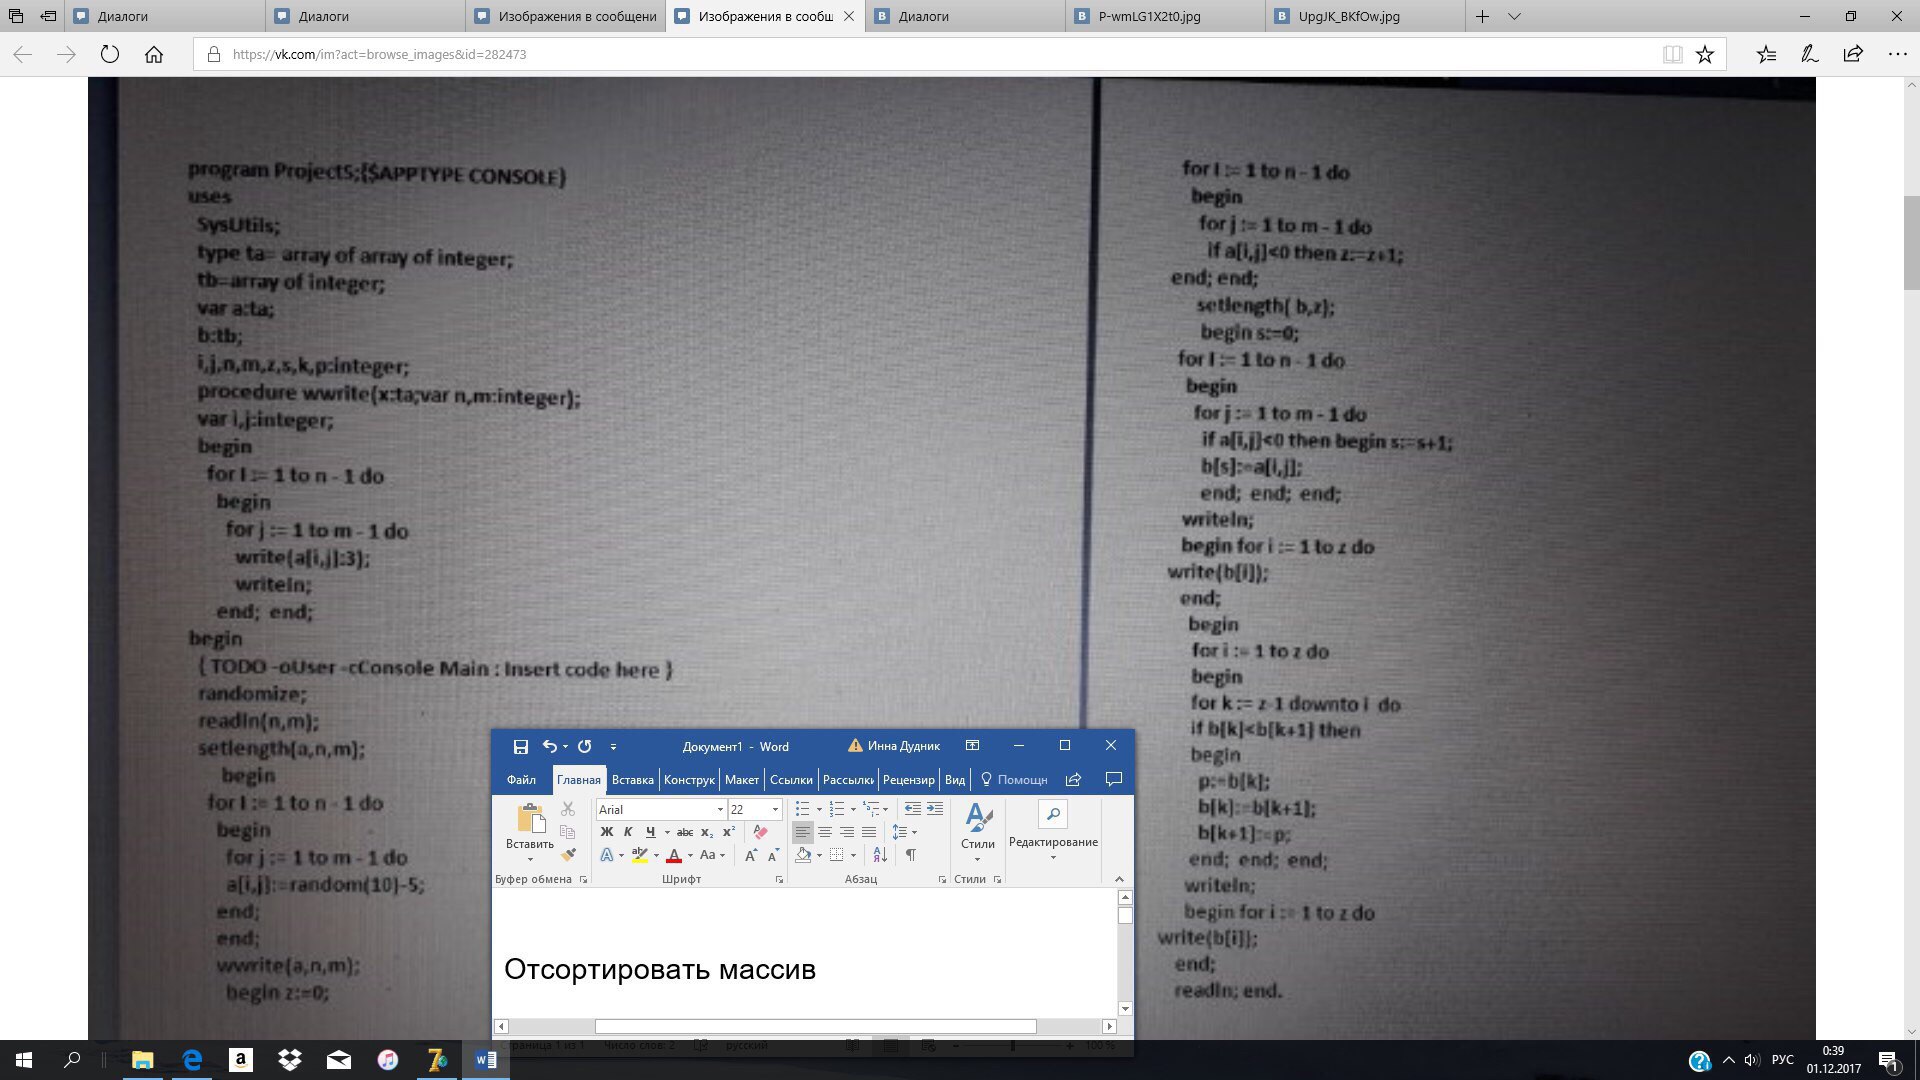 Диалоги
Диалоги
Изображения в сообщени
Изображения в сообщ
Диалоги
P-wmLG1X2t0.jpg
UpgJK_BKfOw.jpg
https://vk.com/im?act=browse_images&id=282473
program Project5;{$APPTYPE CONSOLE}
uses
SysUtils;
type ta= array of array of integer;
tb=array of integer;
var a:ta;
b:tb;
i,j,n,m,z,s,k,p:integer;
procedure wwrite(x:ta;var n,m:integer);
var i,j:integer;
begin
for I := 1 to n - 1 do
begin
for j := 1 to m - 1 do
write(a[i,j]:3);
writeln;
end; end;
begin
{ TODO -oUser -cConsole Main : Insert code here }
randomize;
readln(n,m);
setlength(a,n,m);
begin
for I := 1 to n - 1 do
begin
for j := 1 to m - 1 do
a[i,j]:=random(10)-5;
end;
end;
wwrite(a,n,m);
begin z:=0;
for I := 1 to n - 1 do
begin
for j := 1 to m - 1 do
if a[i,j]<0 then z:=z+1;
end; end;
setlength( b,z);
begin s:=0;
for I := 1 to n - 1 do
begin
for j := 1 to m - 1 do
if a[i,j]<0 then begin s:=s+1;
b[s]:=a[i,j];
end; end; end;
writeln;
begin for i := 1 to z do
write(b[i]);
end;
begin
for i := 1 to z do
begin
for k := z-1 downto i do
if b[k]<b[k+1] then
begin
p:=b[k];
b[k]:=b[k+1];
b[k+1]:=p;
end; end; end;
writeln;
begin for i := 1 to z do
write(b[i]);
end;
readln; end.
Документ1 - Word
Инна Дудник
Файл Главная Вставка Конструк Макет Ссылки Рассылки Рецензир Вид Помощн
Вставить
Arial 22
Ж К Ч abc x₂ x²
A Aa A A
Стили
Редактирование
Буфер обмена Шрифт Абзац Стили
Отсортировать массив
Страница 1 из 1 Число слов: 2 русский 100 %
РУС
0:39
01.12.2017
1